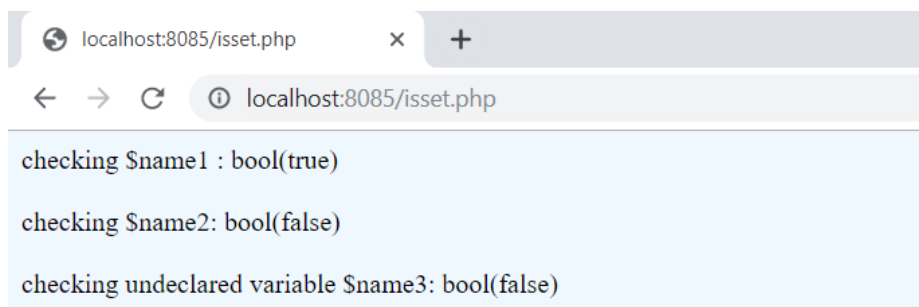 localhost:8085/isset.php
localhost:8085/isset.php
checking $name1 : bool(true)
checking $name2: bool(false)
checking undeclared variable $name3: bool(false)